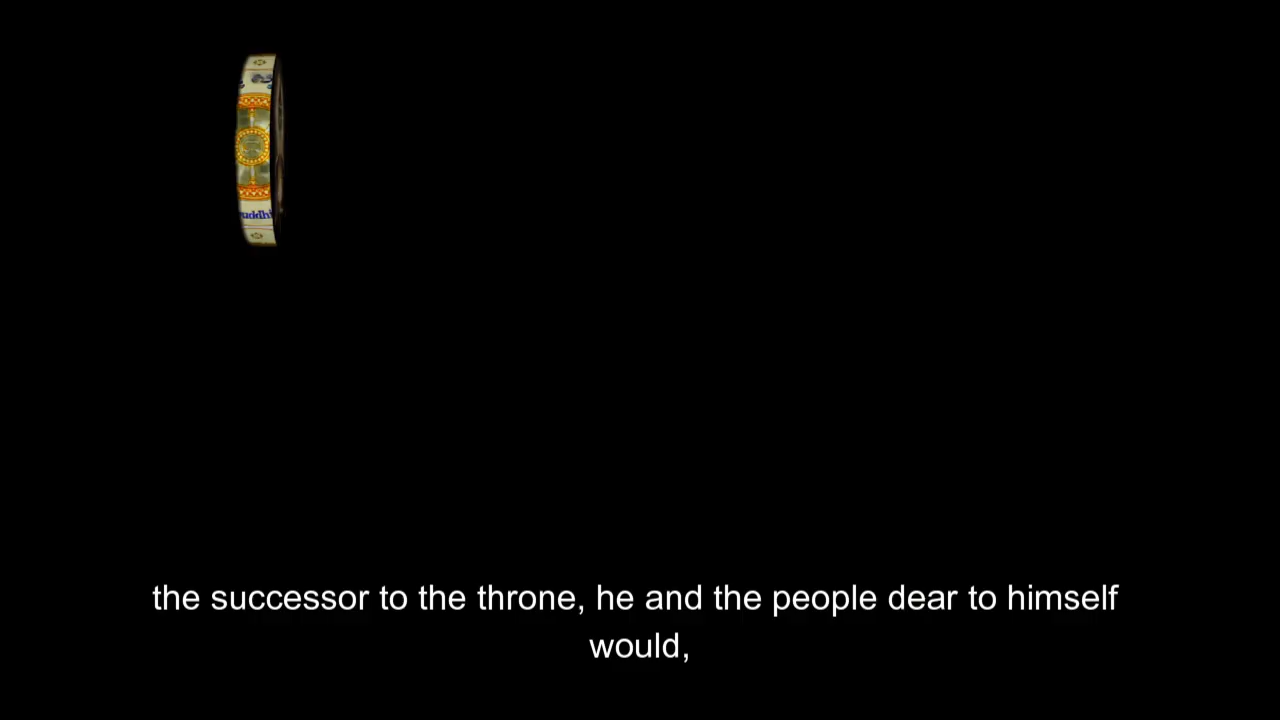 the successor to the throne, he and the people dear to himself
would,